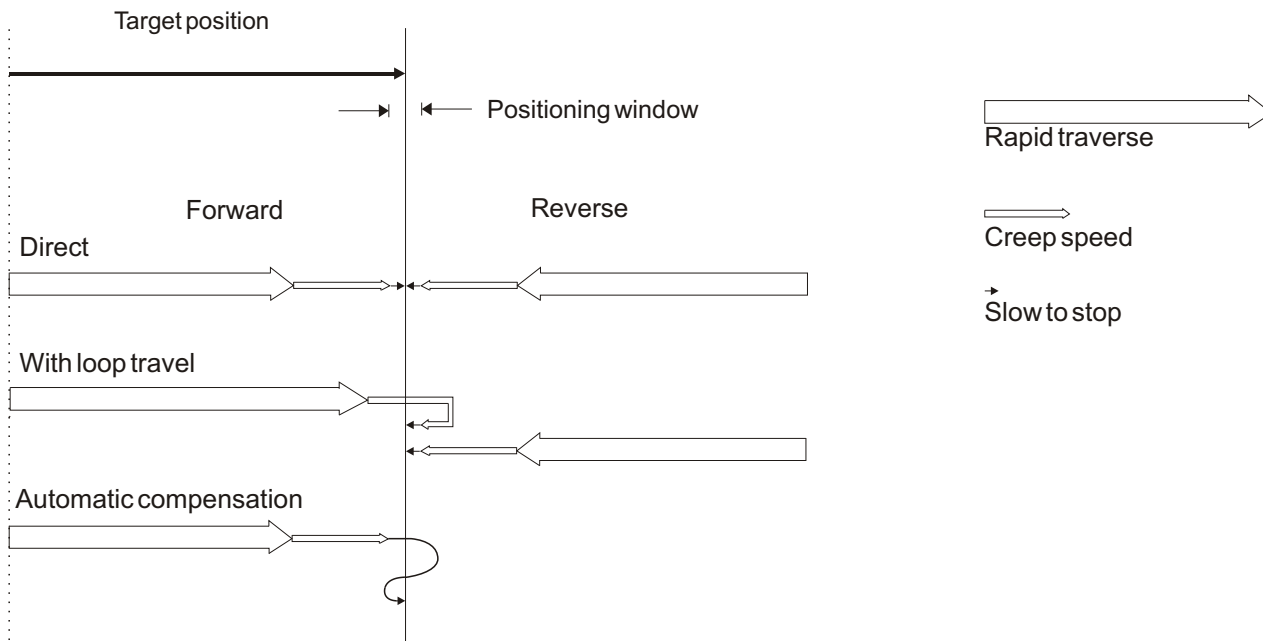 Target position
Positioning window
Rapid traverse
Forward
Reverse
Creep speed
Direct
Slow to stop
With loop travel
Automatic compensation